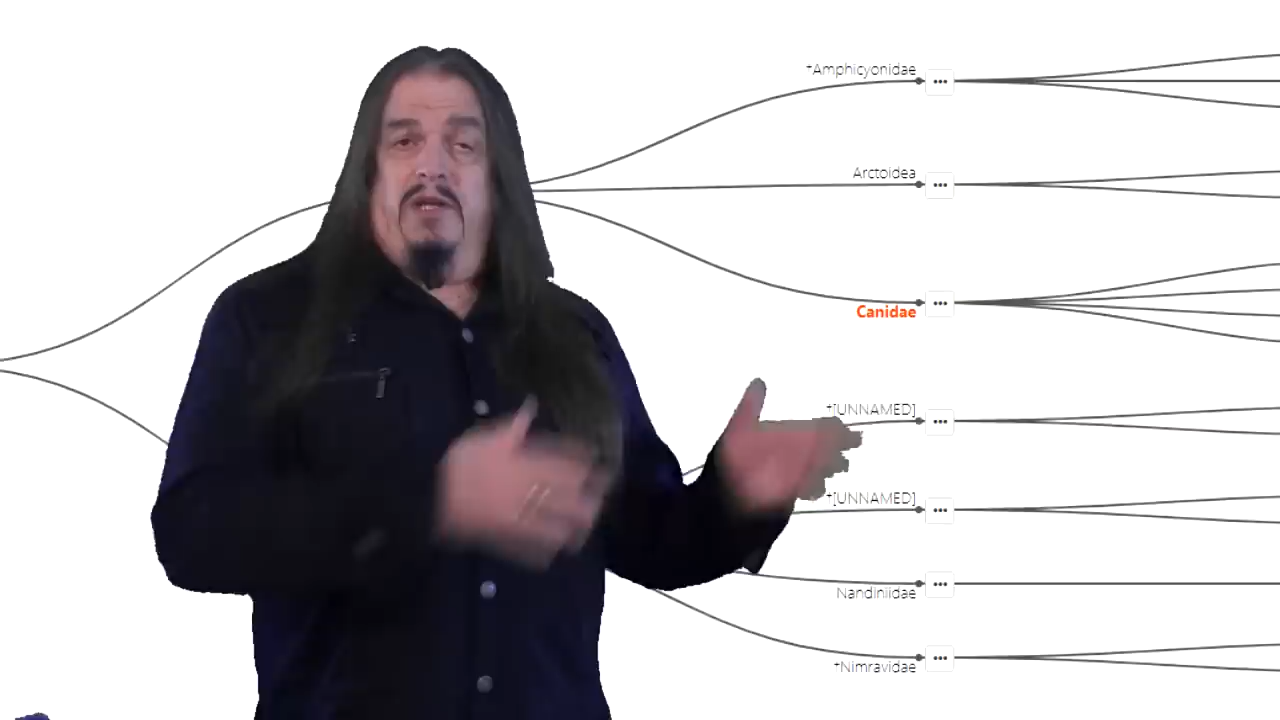 †Amphicyonidae
Arctoidea
Canidae
†[UNNAMED]
†[UNNAMED]
Nandiniidae
†Nimravidae